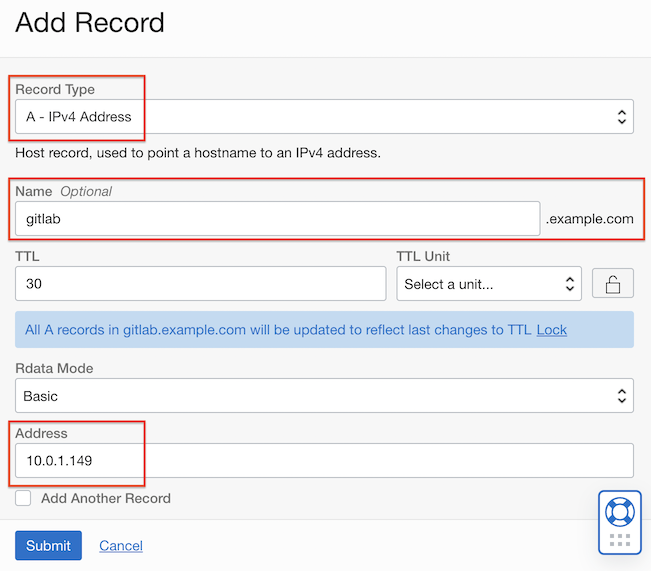 Add Record
Record Type
A - IPv4 Address
Host record, used to point a hostname to an IPv4 address.
Name Optional
gitlab .example.com
TTL TTL Unit
30 Select a unit...
All A records in gitlab.example.com will be updated to reflect last changes to TTL Lock
Rdata Mode
Basic
Address
10.0.1.149
Add Another Record
Submit Cancel